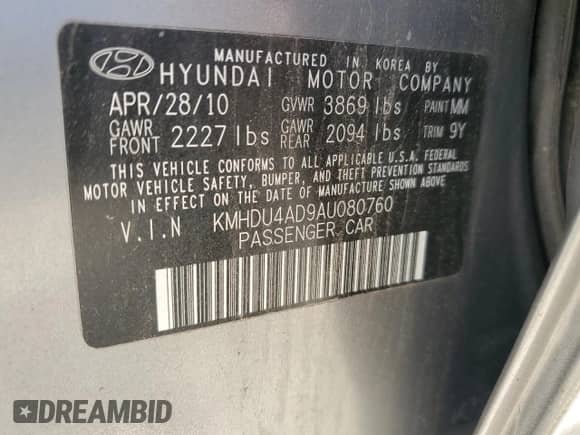 MANUFACTURED IN KOREA BY
HYUNDAI MOTOR COMPANY
APR/28/10 GVWR 3869 lbs PAINT MM
GAWR FRONT 2227 lbs GAWR REAR 2094 lbs TRIM 9Y
THIS VEHICLE CONFORMS TO ALL APPLICABLE U.S.A. FEDERAL
MOTOR VEHICLE SAFETY, BUMPER, AND THEFT PREVENTION STANDARDS
IN EFFECT ON THE DATE OF MANUFACTURE SHOWN ABOVE.
V.I.N KMHDU4AD9AU080760
PASSENGER CAR
DREAMBID